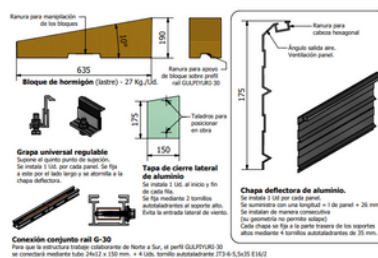 Ranura para manipilación
de los bloques
190
10°
635
Bloque de hormigón (lastre) - 27 Kg./Ud.
Ranura para apoyo
de bloque sobre perfil
rail GULPIYURI-30
175
150
Taladros para
posicionar
en obra
Grapa universal regulable
Supone el quinto punto de sujeción.
Se instala 1 Ud. por cada panel. Se fija
a este por el lado largo y se atornilla a la
chapa deflectora.
Tapa de cierre lateral
de aluminio
Se instala 1 Ud. al inicio y fin
de cada fila.
Se fija mediante 2 tornillos
autotaladrantes al soporte alto.
Evita la entrada lateral de viento.
Conexión conjunto rail G-30
Para que la estructura trabaje colaborante de Norte a Sur, el perfil GULPIYURI-30
se conectará mediante tubo 24x12 x 150 mm. + 4 Uds. tornillo autotaladrante JT3-6-5,5x35 E16/2
Ranura para
cabeza hexagonal
Ángulo salida aire.
Ventilación panel.
175
Chapa deflectora de aluminio.
Se instala 1 por cada panel.
Se suministra con una longitud = l de panel + 26 mm
Se instalan de manera consecutiva
(su geometría no permite solape)
Cada chapa se fija a la parte trasera de los soportes
altos mediante 4 tornillos autotaladrantes de 35 mm.